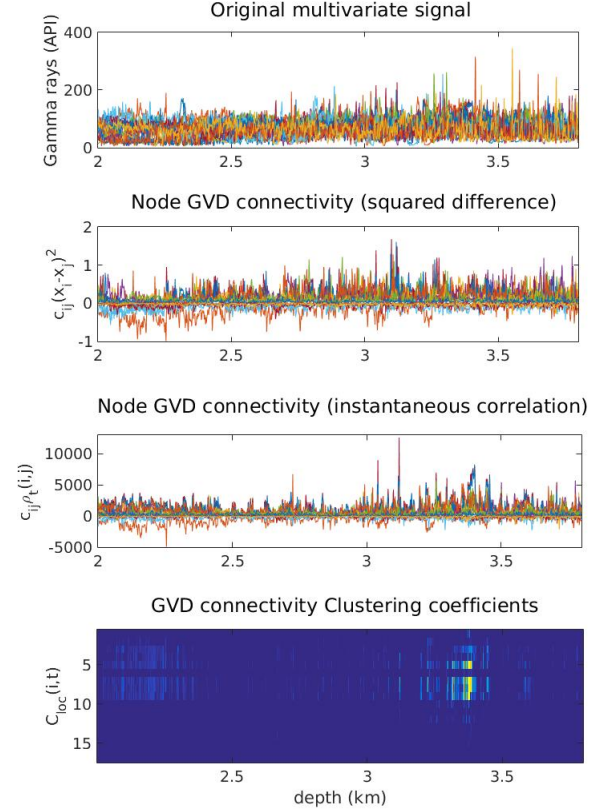 Original multivariate signal
Gamma rays (API)
400
200
0
2 2.5 3 3.5
Node GVD connectivity (squared difference)
c_ij(x_i-x_j)^2
2
1
0
-1
2 2.5 3 3.5
Node GVD connectivity (instantaneous correlation)
c_ijρ_t(i,j)
10000
5000
0
-5000
2 2.5 3 3.5
GVD connectivity Clustering coefficients
C_loc(i,t)
5
10
15
2.5 3 3.5
depth (km)